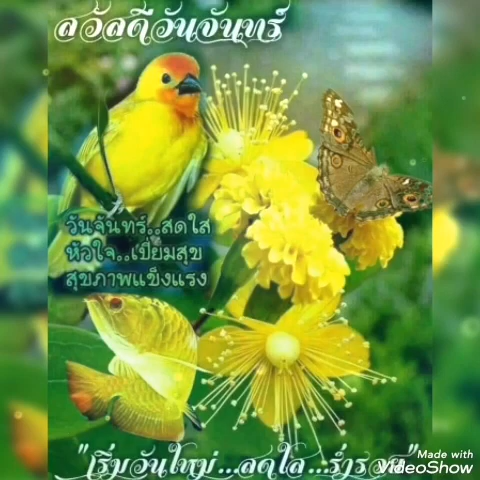 สวัสดีวันจันทร์
วันจันทร์..สดใส
หัวใจ..เปี่ยมสุข
สุขภาพแข็งแรง
"เริ่มวันใหม่...สดใส...ร่ำรวย"
Made with
VideoShow